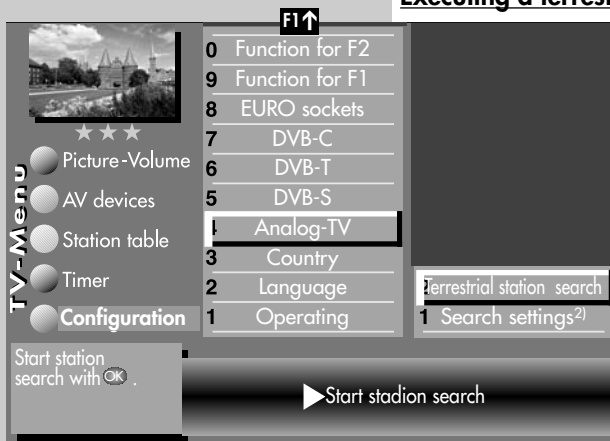 Executing a Terres
F1↑
0 Function for F2
9 Function for F1
8 EURO sockets
7 DVB-C
6 DVB-T
5 DVB-S
4 Analog-TV
3 Country
2 Language
1 Operating
TV-Menu
Picture-Volume
AV devices
Station table
Timer
Configuration
2 Terrestrial station search
1 Search settings2)
Start station
search with OK .
Start stadion search